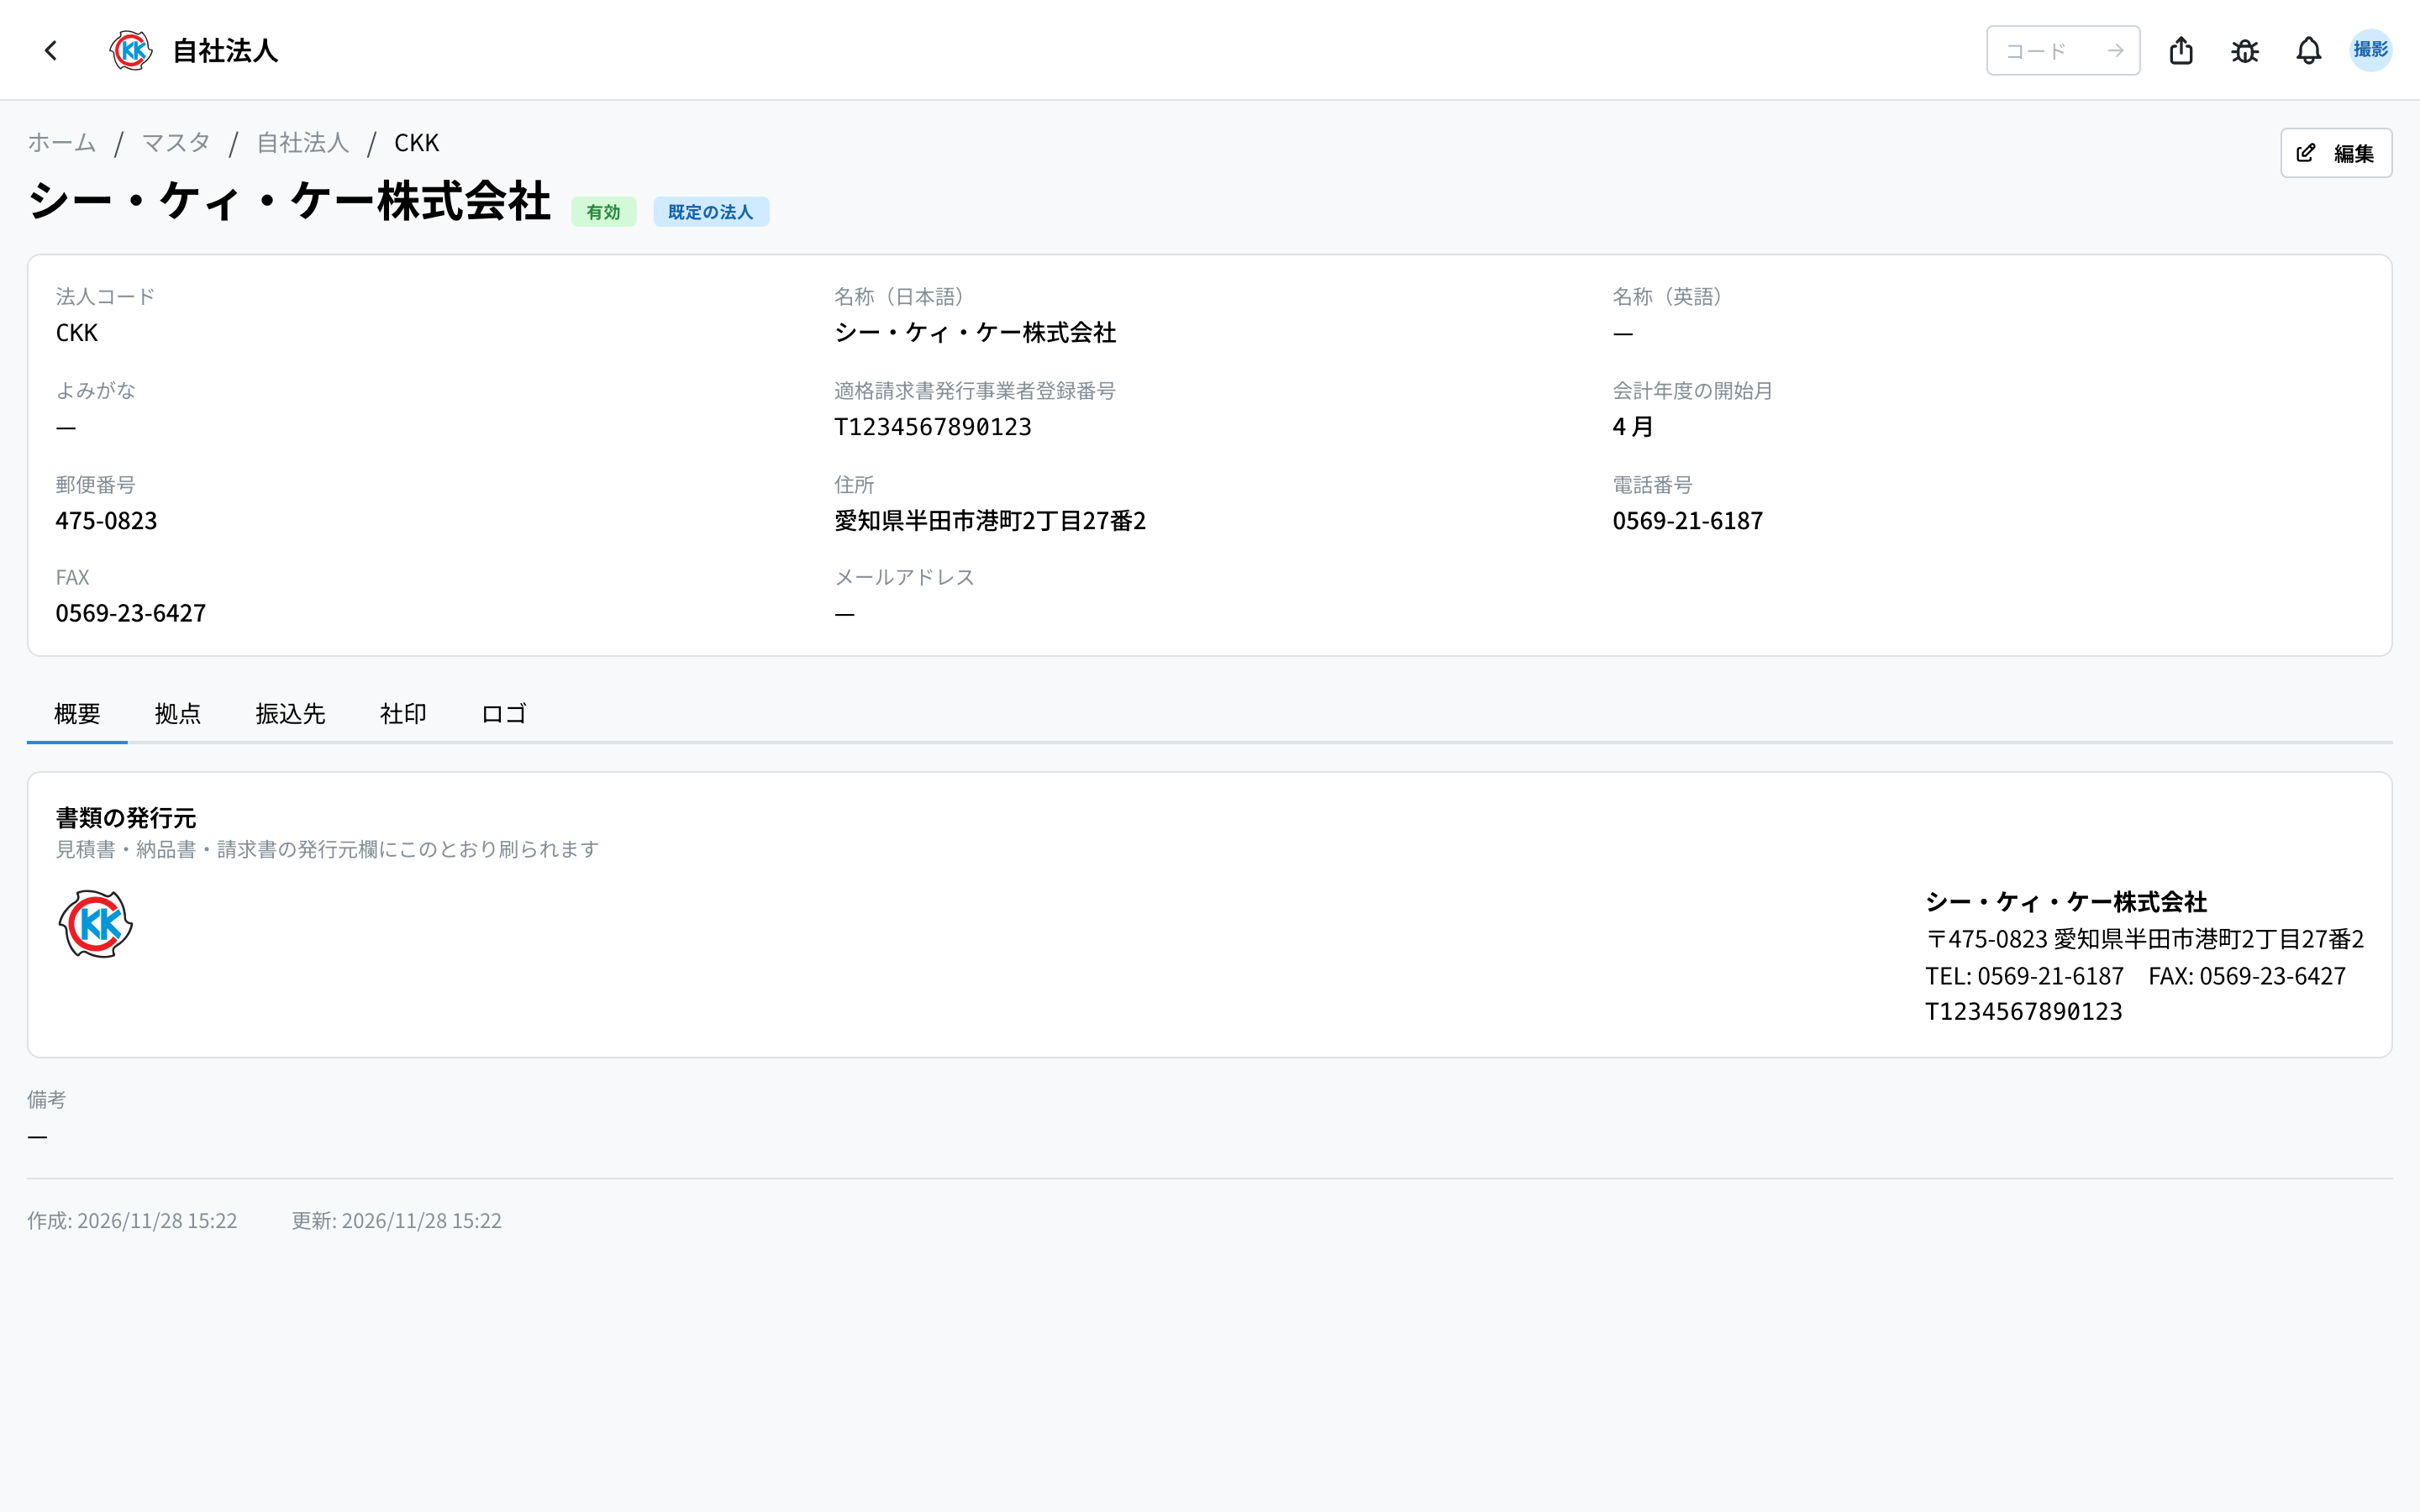 CKK 自社法人
コード
撮影
ホーム / マスタ / 自社法人 / CKK
編集
シー・ケィ・ケー株式会社 有効 既定の法人
法人コード
CKK
名称（日本語）
シー・ケィ・ケー株式会社
名称（英語）
—
よみがな
—
適格請求書発行事業者登録番号
T1234567890123
会計年度の開始月
4 月
郵便番号
475-0823
住所
愛知県半田市港町2丁目27番2
電話番号
0569-21-6187
FAX
0569-23-6427
メールアドレス
—
概要 拠点 振込先 社印 ロゴ
書類の発行元
見積書・納品書・請求書の発行元欄にこのとおり刷られます
CKK
シー・ケィ・ケー株式会社
〒475-0823 愛知県半田市港町2丁目27番2
TEL: 0569-21-6187 FAX: 0569-23-6427
T1234567890123
備考
—
作成: 2026/11/28 15:22 更新: 2026/11/28 15:22